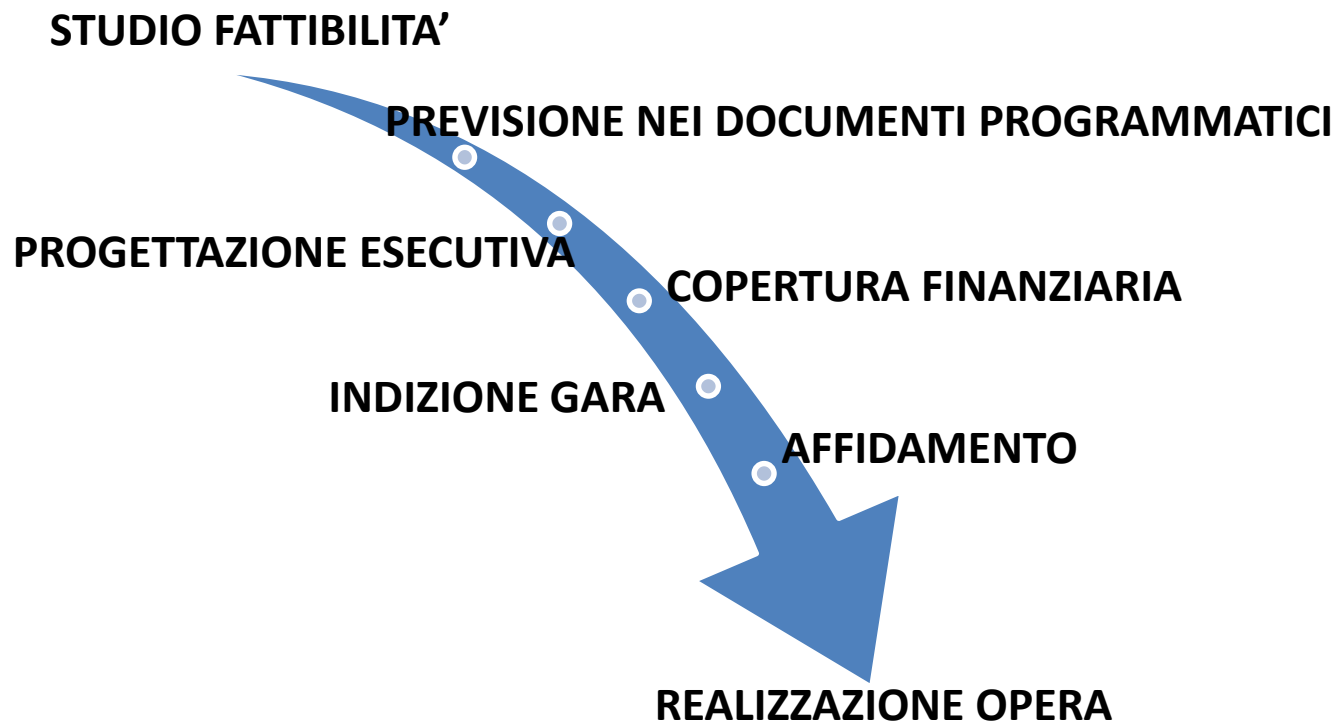 STUDIO FATTIBILITA’
PREVISIONE NEI DOCUMENTI PROGRAMMATICI
PROGETTAZIONE ESECUTIVA
COPERTURA FINANZIARIA
INDIZIONE GARA
AFFIDAMENTO
REALIZZAZIONE OPERA